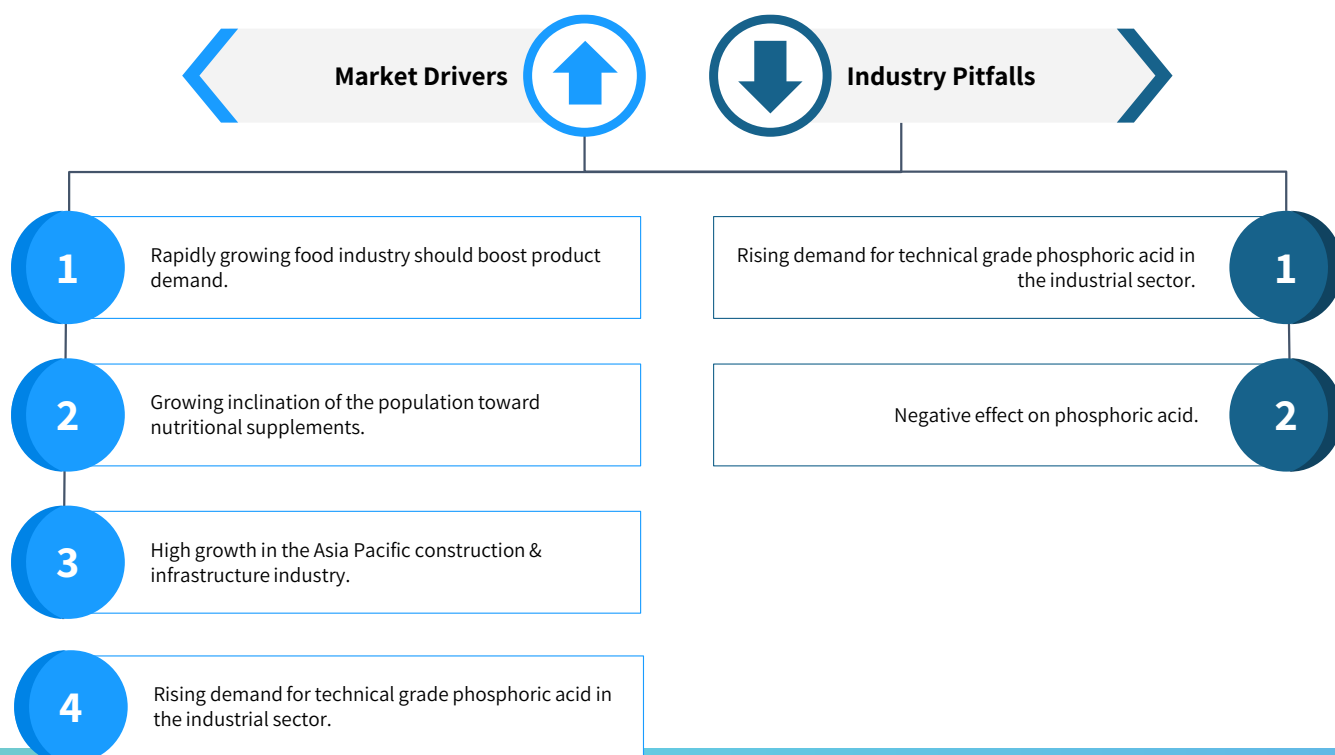 Market Drivers
Industry Pitfalls
1
Rapidly growing food industry should boost product
demand.
2
Growing inclination of the population toward
nutritional supplements.
3
High growth in the Asia Pacific construction &
infrastructure industry.
4
Rising demand for technical grade phosphoric acid in
the industrial sector.
Rising demand for technical grade phosphoric acid in
the industrial sector.
1
Negative effect on phosphoric acid.
2